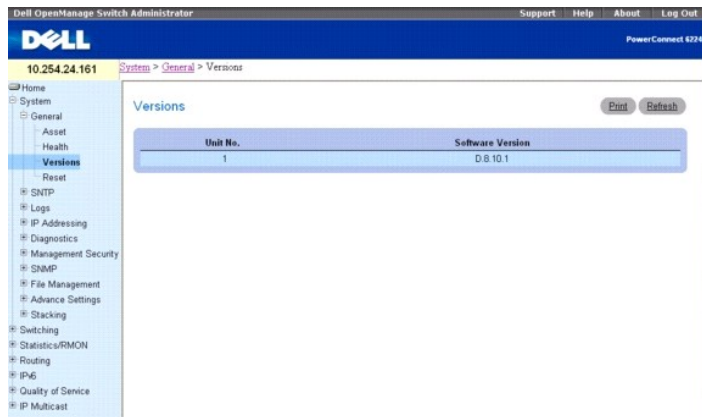 Dell OpenManage Switch Administrator Support Help About Log Out
DELL
PowerConnect 6224
10.254.24.161 System > General > Versions
Home
System
General
Asset
Health
Versions
Reset
SNTP
Logs
IP Addressing
Diagnostics
Management Security
SNMP
File Management
Advance Settings
Stacking
Switching
Statistics/RMON
Routing
IPv6
Quality of Service
IP Multicast
Versions
Print Refresh
Unit No. Software Version
1 D.8.10.1